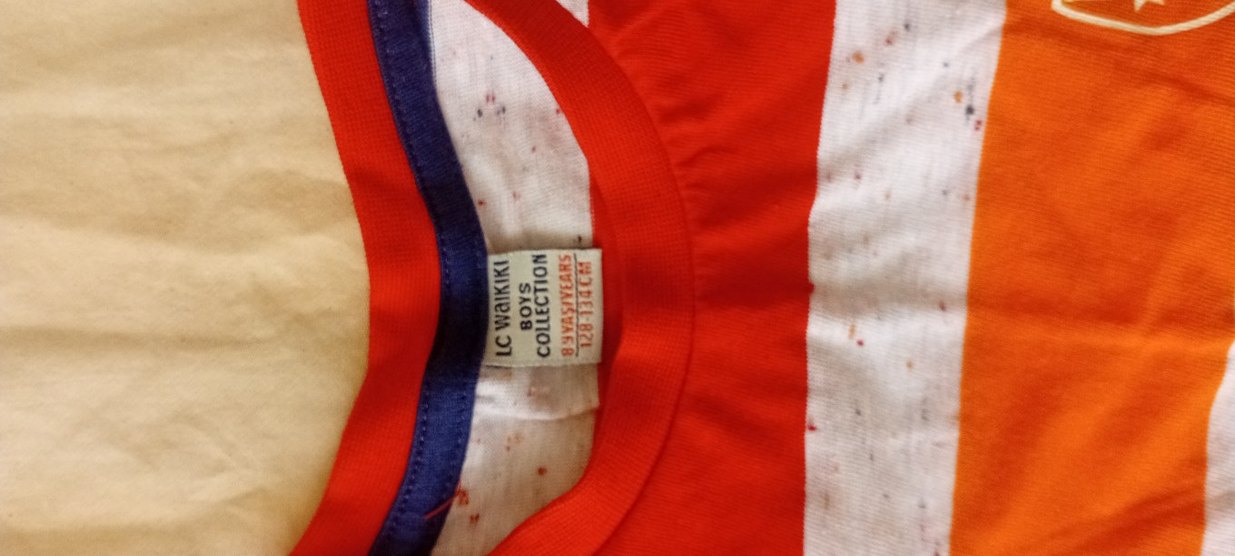 LC WAIKIKI
BOYS
COLLECTION
8-9 YAŞ/YEARS
128-134 CM